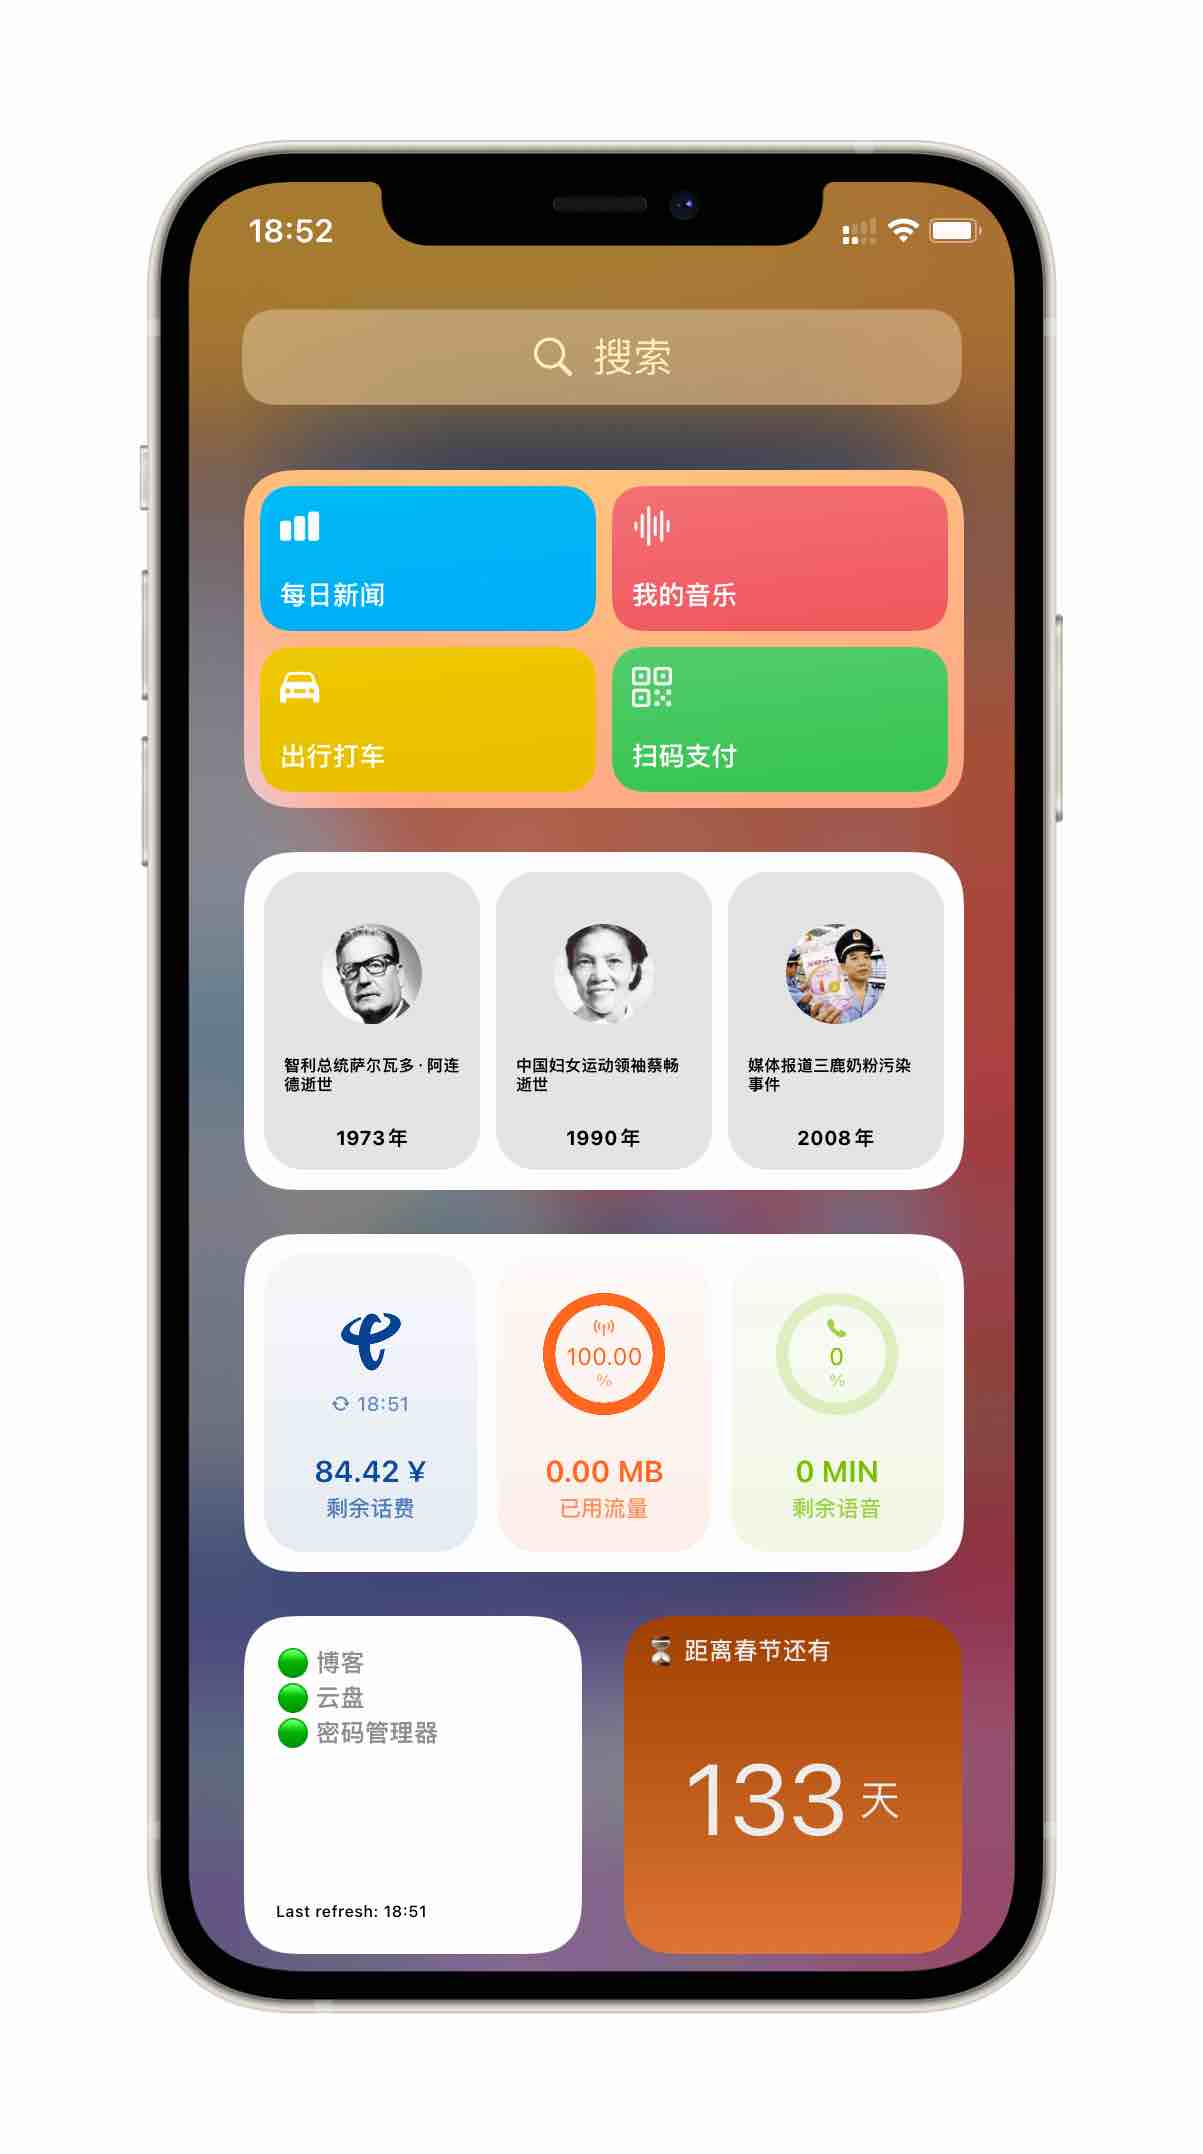 18:52
搜索
每日新闻
我的音乐
出行打车
扫码支付
智利总统萨尔瓦多·阿连
德逝世
1973年
中国妇女运动领袖蔡畅
逝世
1990年
媒体报道三鹿奶粉污染
事件
2008年
18:51
84.42 ¥
剩余话费
100.00
%
0.00 MB
已用流量
0
%
0 MIN
剩余语音
博客
云盘
密码管理器
Last refresh: 18:51
距离春节还有
133 天